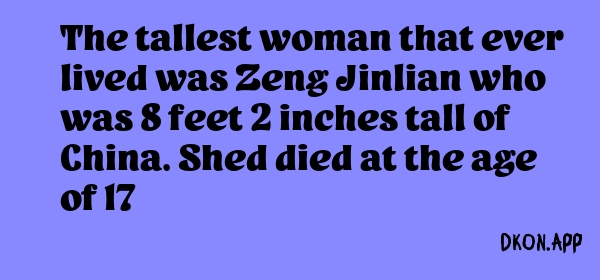 The tallest woman that ever
lived was Zeng Jinlian who
was 8 feet 2 inches tall of
China. Shed died at the age
of 17
DKON.APP